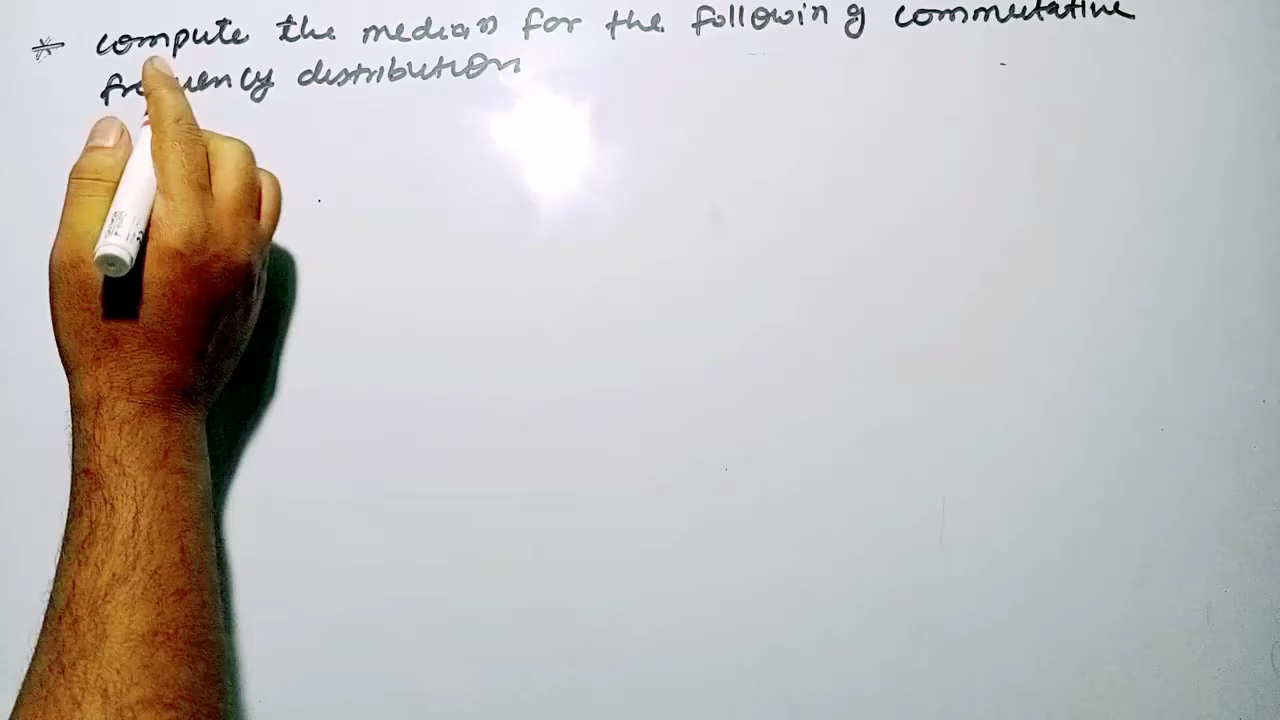 * compute the median for the following commutative
frequency distribution